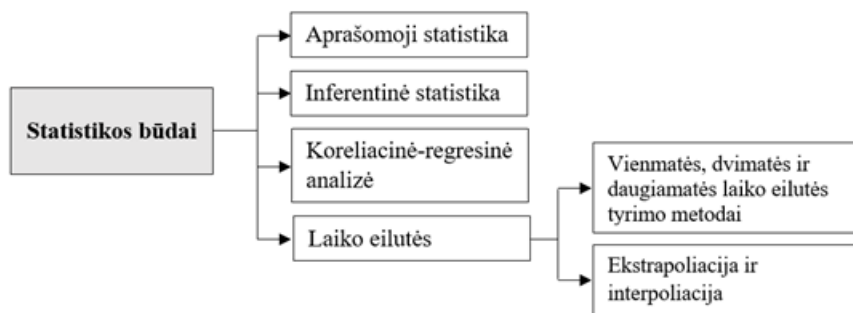 Statistikos būdai
Aprašomoji statistika
Inferentinė statistika
Koreliacinė-regresinė
analizė
Laiko eilutės
Vienmatės, dvimatės ir
daugiamatės laiko eilutės
tyrimo metodai
Ekstrapoliacija ir
interpoliacija